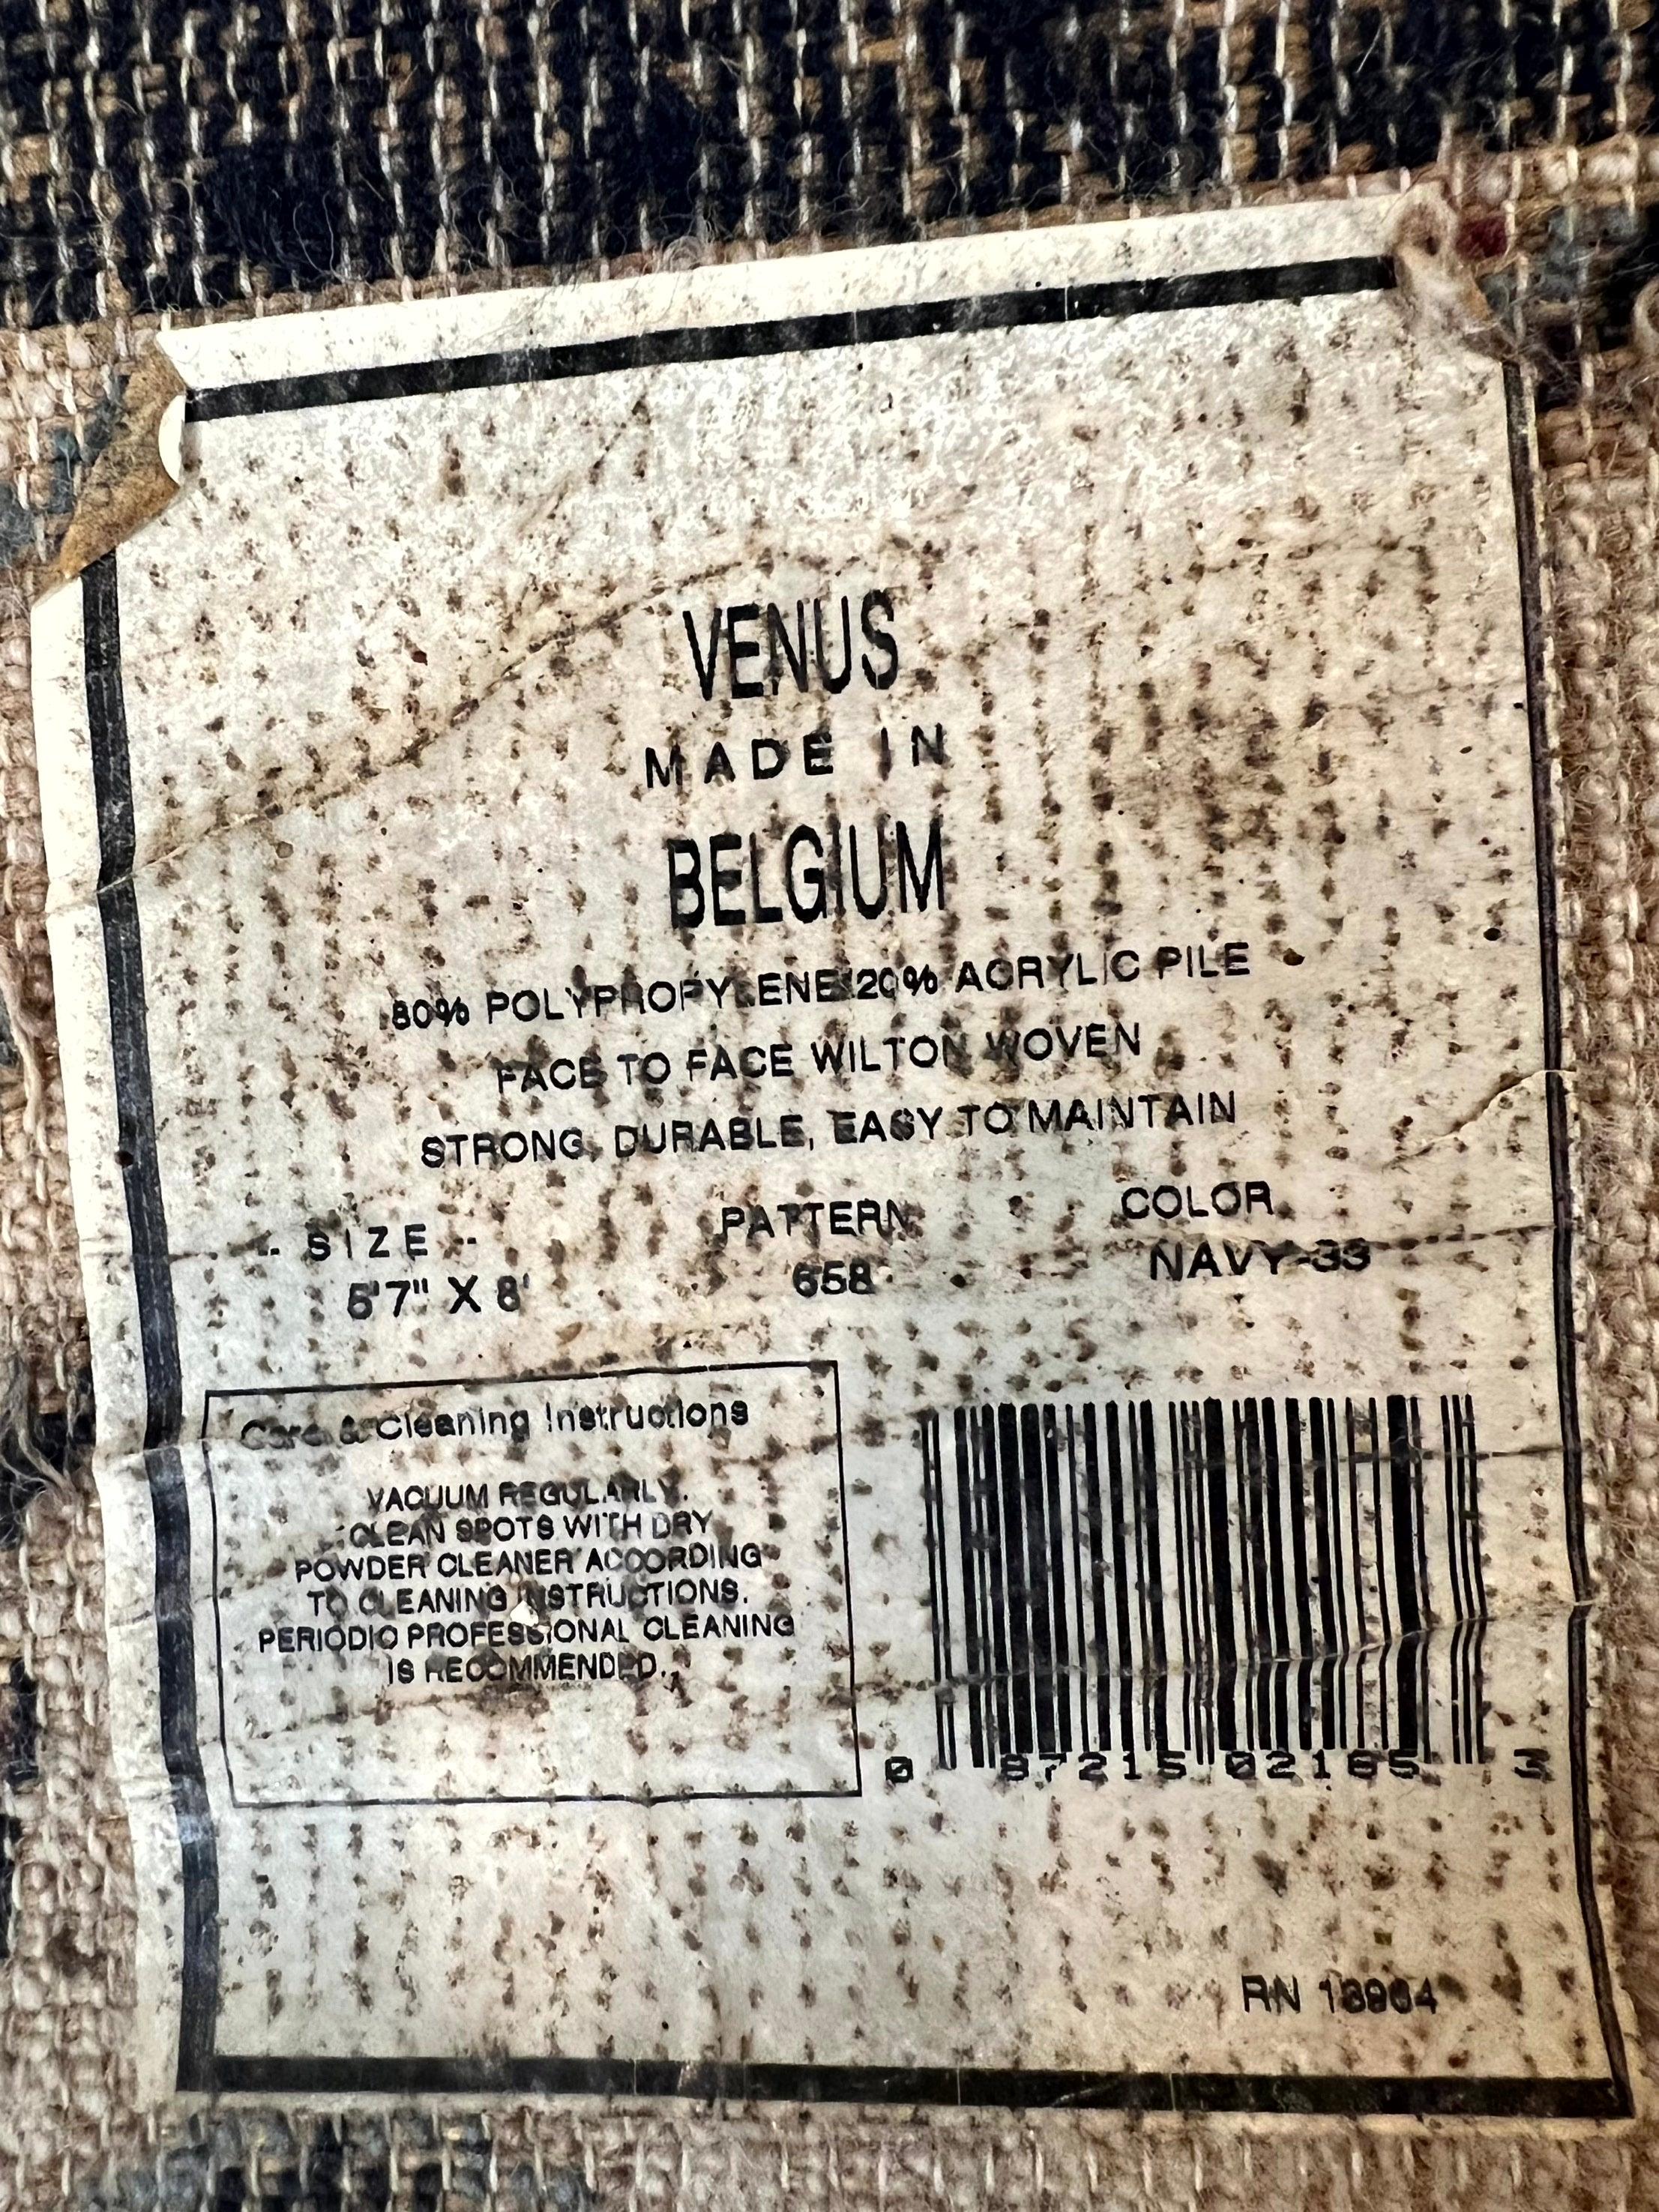 VENUS
MADE IN
BELGIUM
80% POLYPROPYLENE/20% ACRYLIC PILE
FACE TO FACE WILTON WOVEN
STRONG, DURABLE, EASY TO MAINTAIN
- SIZE - PATTERN COLOR
5'7" X 8' 658 NAVY-33
Care & Cleaning Instructions
VACUUM REGULARLY.
CLEAN SPOTS WITH DRY
POWDER CLEANER ACCORDING
TO CLEANING INSTRUCTIONS.
PERIODIC PROFESSIONAL CLEANING
IS RECOMMENDED.
0 87215 02165 3
RN